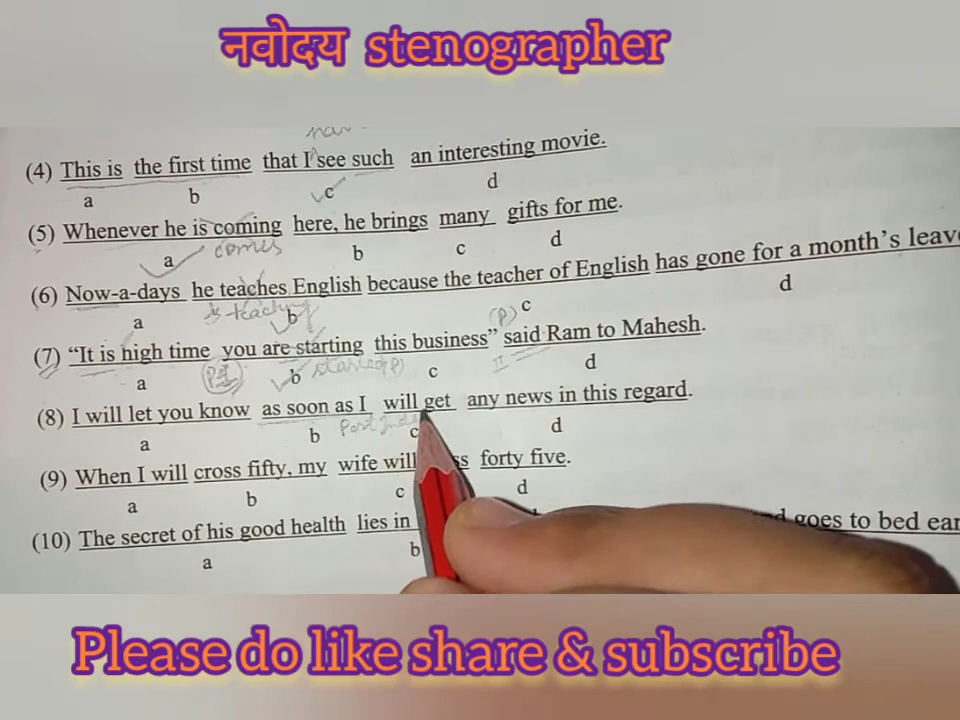 नवोदय stenographer
(4) This is the first time that I see such an interesting movie.
a b c d
(5) Whenever he is coming here, he brings many gifts for me.
comes
a b c d
(6) Now-a-days he teaches English because the teacher of English has gone for a month's leave
is teaching
a b c d
(P)
(7) "It is high time you are starting this business" said Ram to Mahesh.
started
a b c d
(8) I will let you know as soon as I will get any news in this regard.
a b c d
(9) When I will cross fifty, my wife will forty five.
a b c d
(10) The secret of his good health lies in goes to bed ear
a b
Please do like share & subscribe